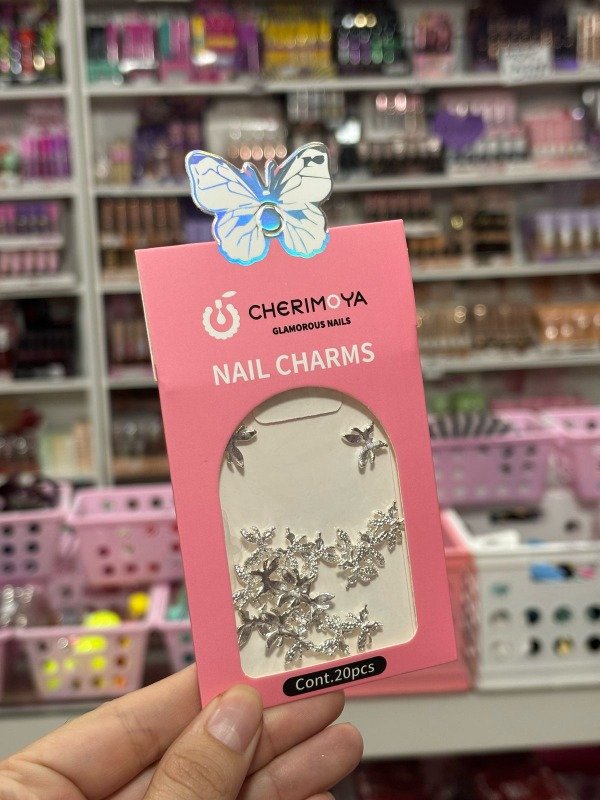 CHERIMOYA
GLAMOROUS NAILS
NAIL CHARMS
Cont.20pcs